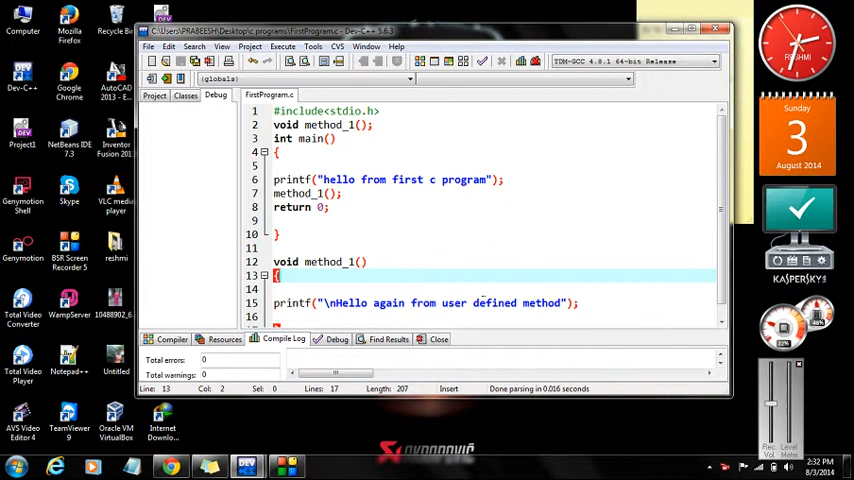 C:\Users\PRABEESH\Desktop\c programs\FirstProgram.c - Dev-C++ 5.6.3
File Edit Search View Project Execute Tools CVS Window Help
TDM-GCC 4.8.1 64-bit Release
(globals)
Project Classes Debug
FirstProgram.c
1 #include<stdio.h>
2 void method_1();
3 int main()
4 {
5
6 printf("hello from first c program");
7 method_1();
8 return 0;
9
10 }
11
12 void method_1()
13 {
14
15 printf("\nHello again from user defined method");
16
Compiler Resources Compile Log Debug Find Results Close
Total errors: 0
Total warnings: 0
Line: 13 Col: 2 Sel: 0 Lines: 17 Length: 207 Insert Done parsing in 0.016 seconds
Computer
Mozilla Firefox
Recycle Bin
Dev-C++
Google Chrome
AutoCAD 2013 - E...
Project1
NetBeans IDE 7.3
Inventor Fusion 201...
Genymotion Shell
Skype
VLC media player
Genymotion
BSR Screen Recorder 5
reshmi
Total Video Converter
WampServer
10488902_6...
Total Video Player
Notepad++
Untitled
AVS Video Editor 4
TeamViewer 9
Oracle VM VirtualBox
Internet Downlo...
RESHMI
Sunday
3
August 2014
KASPERSKY
22%
48%
Rec. Vol
AKRAPOVIČ
2:32 PM
8/3/2014